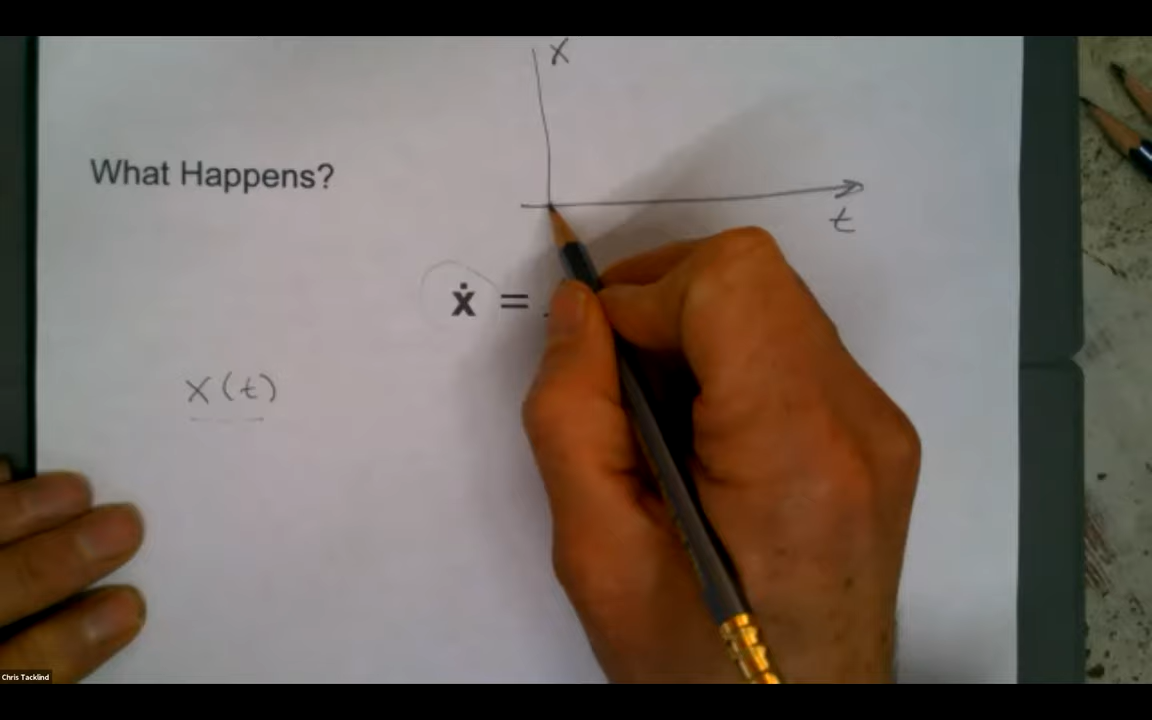 X
What Happens?
t
ẋ =
X(t)
Chris Tacklind